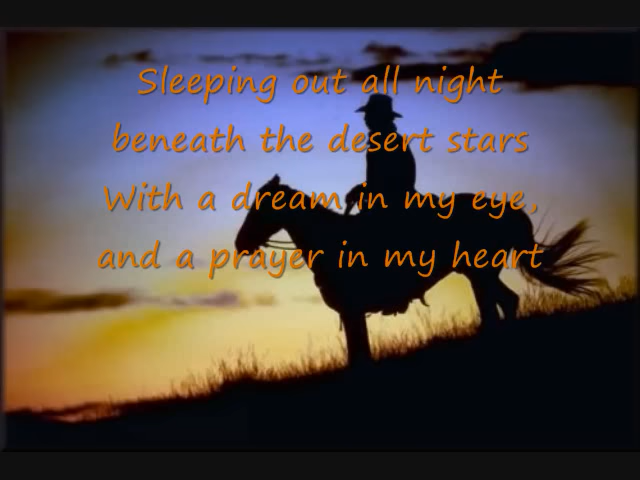 Sleeping out all night
beneath the desert stars
With a dream in my eye,
and a prayer in my heart